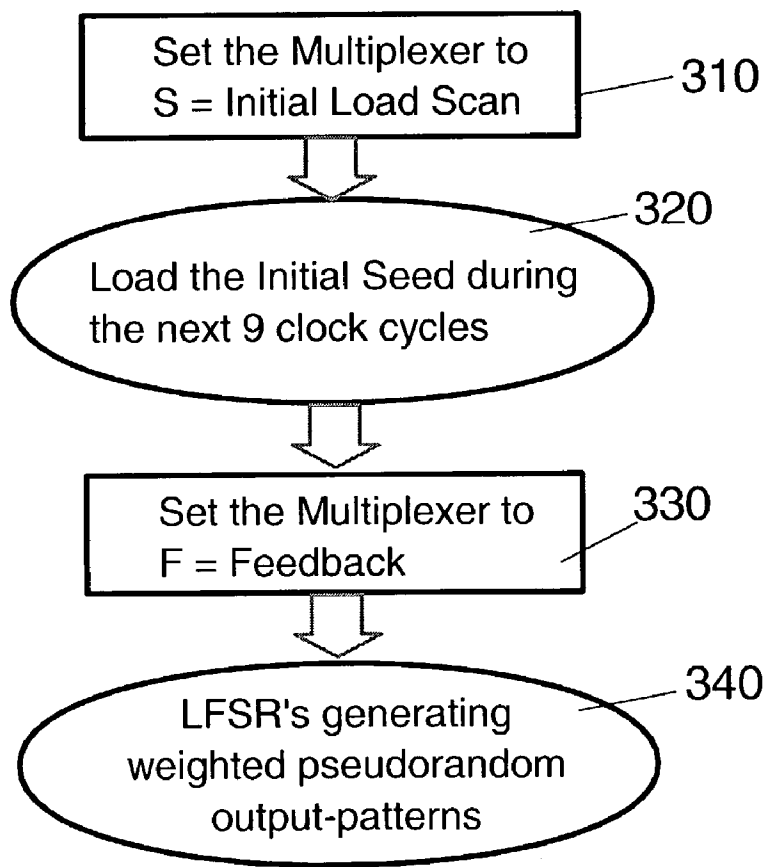 Set the Multiplexer to
S = Initial Load Scan
310
320
Load the Initial Seed during
the next 9 clock cycles
Set the Multiplexer to
F = Feedback
330
340
LFSR's generating
weighted pseudorandom
output-patterns